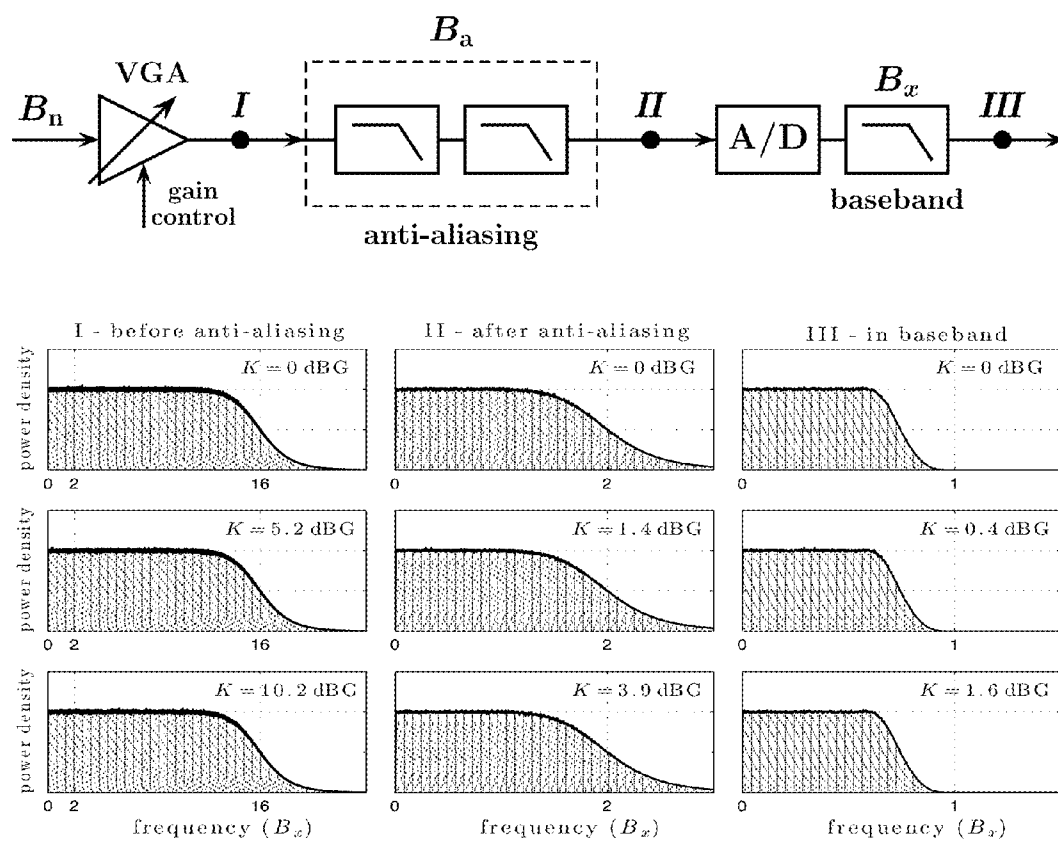 B_a
VGA
B_n
I
II
B_x
III
A/D
gain
control
anti-aliasing
baseband
I - before anti-aliasing
II - after anti-aliasing
III - in baseband
power density
K = 0 dBG
0 2 16
K = 0 dBG
0 2
K = 0 dBG
0 1
power density
K = 5.2 dBG
0 2 16
K = 1.4 dBG
0 2
K = 0.4 dBG
0 1
power density
K = 10.2 dBG
0 2 16
K = 3.9 dBG
0 2
K = 1.6 dBG
0 1
frequency (B_x)
frequency (B_x)
frequency (B_x)